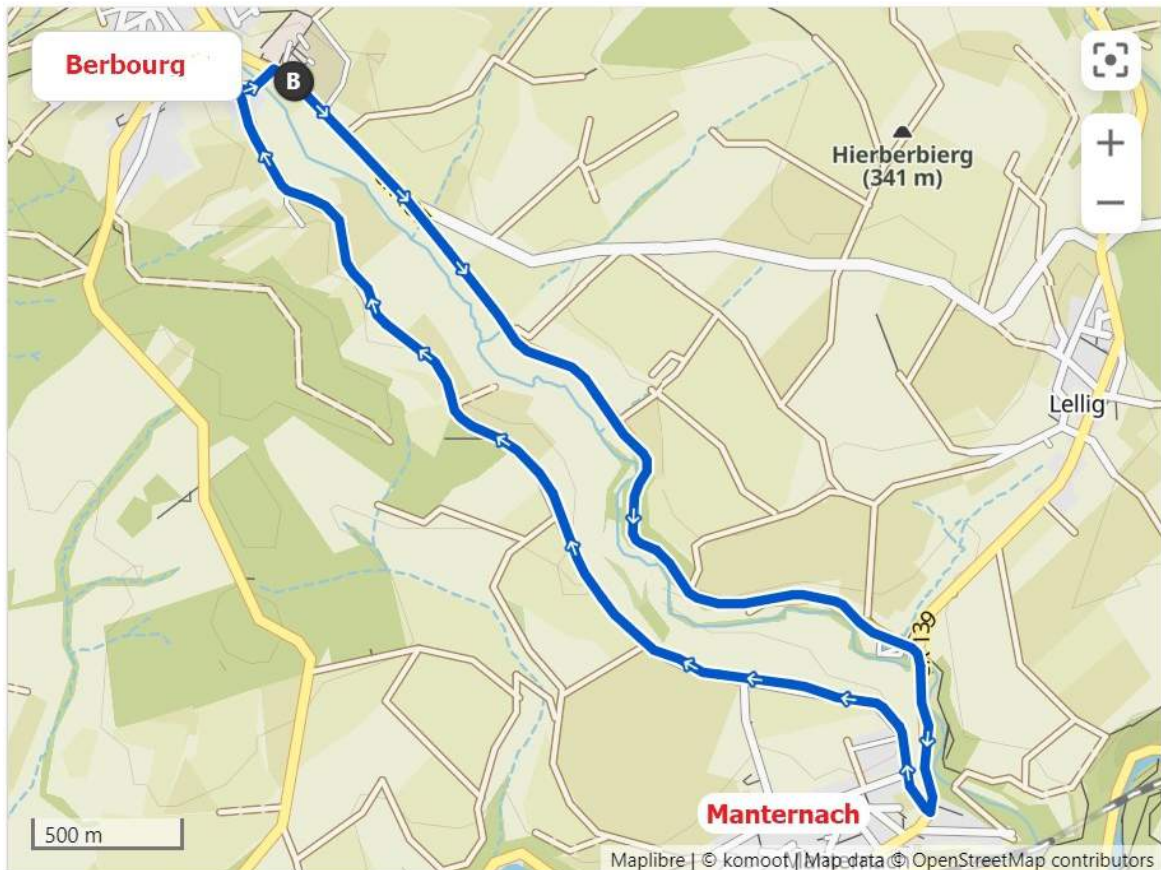 Berbourg
B
Hierberbierg
(341 m)
+
−
Lellig
139
Manternach
500 m
Maplibre | © komoot | Map data © OpenStreetMap contributors